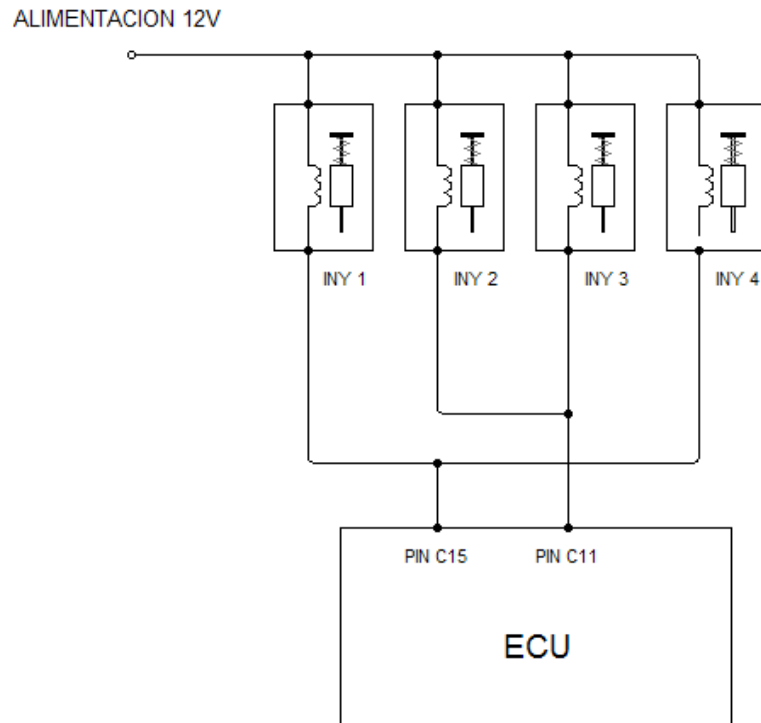 ALIMENTACION 12V
INY 1
INY 2
INY 3
INY 4
PIN C15
PIN C11
ECU